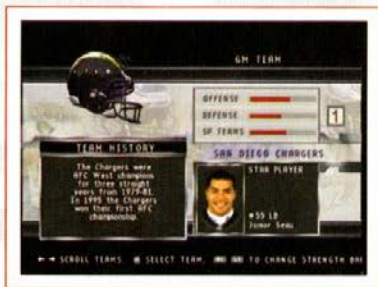 GM TEAM
OFFENSE
DEFENSE
SP TEAMS
1
TEAM HISTORY
The Chargers were
AFC West champions
for three straight
years from 1979-81.
In 1995 the Chargers
won their first AFC
championship.
SAN DIEGO CHARGERS
STAR PLAYER
#55 LB
Junior Seau
SCROLL TEAMS SELECT TEAM. TO CHANGE STRENGTH BAR